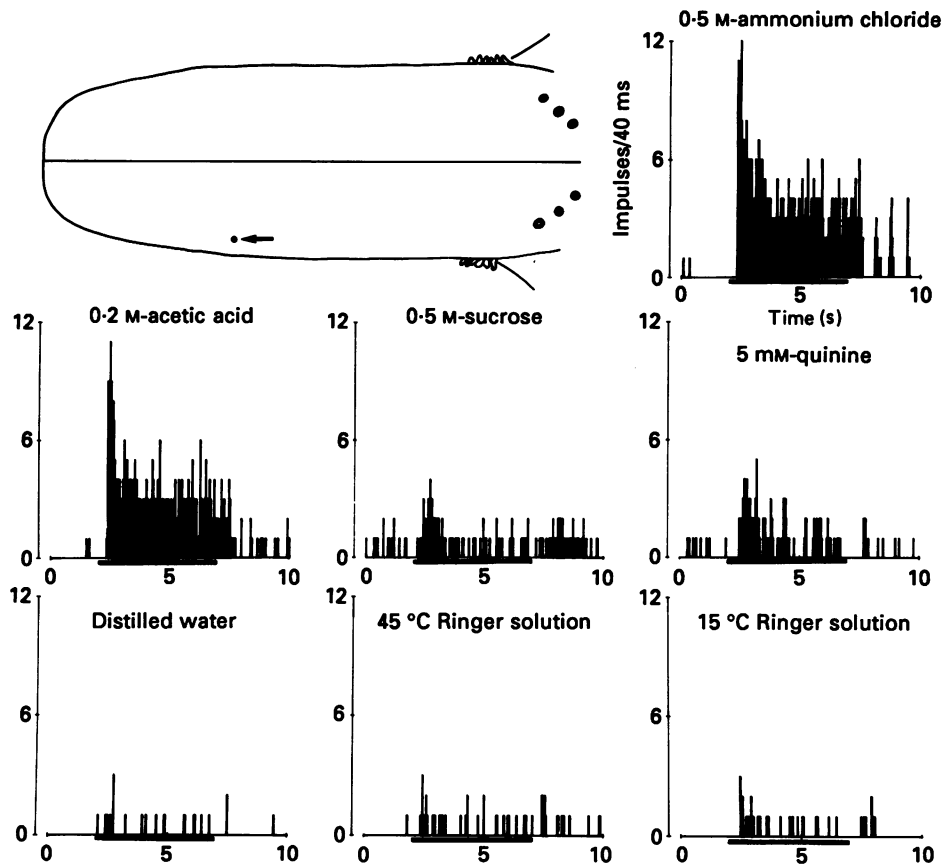 0·5 M-ammonium chloride
12
6
0
Impulses/40 ms
0 5 10
Time (s)
0·2 M-acetic acid
12
6
0
0 5 10
0·5 M-sucrose
12
6
0
0 5 10
5 mM-quinine
12
6
0
0 5 10
Distilled water
12
6
0
0 5 10
45 °C Ringer solution
12
6
0
0 5 10
15 °C Ringer solution
12
6
0
0 5 10